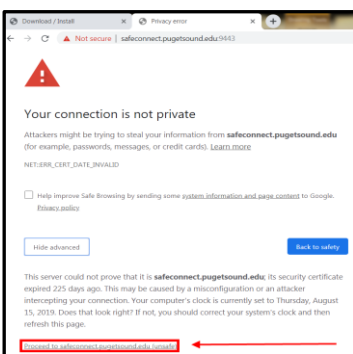 Download / Install
Privacy error
Not secure | safeconnect.pugetsound.edu:9443
Your connection is not private
Attackers might be trying to steal your information from safeconnect.pugetsound.edu
(for example, passwords, messages, or credit cards). Learn more
NET::ERR_CERT_DATE_INVALID
Help improve Safe Browsing by sending some system information and page content to Google.
Privacy policy
Hide advanced
Back to safety
This server could not prove that it is safeconnect.pugetsound.edu; its security certificate
expired 225 days ago. This may be caused by a misconfiguration or an attacker
intercepting your connection. Your computer's clock is currently set to Thursday, August
15, 2019. Does that look right? If not, you should correct your system's clock and then
refresh this page.
Proceed to safeconnect.pugetsound.edu (unsafe)